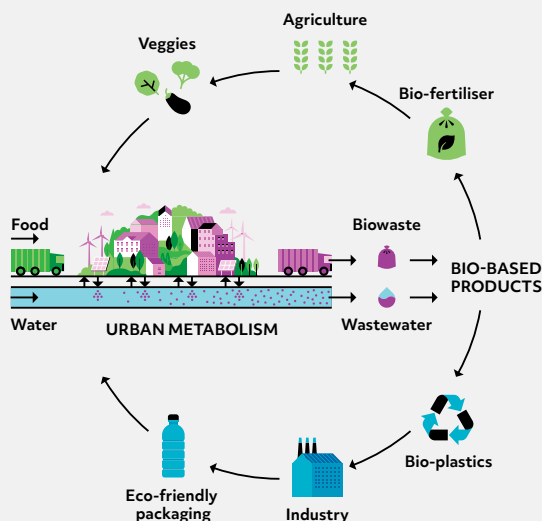 Agriculture
Veggies
Bio-fertiliser
Food
Biowaste
BIO-BASED
PRODUCTS
Water
URBAN METABOLISM
Wastewater
Bio-plastics
Eco-friendly
packaging
Industry